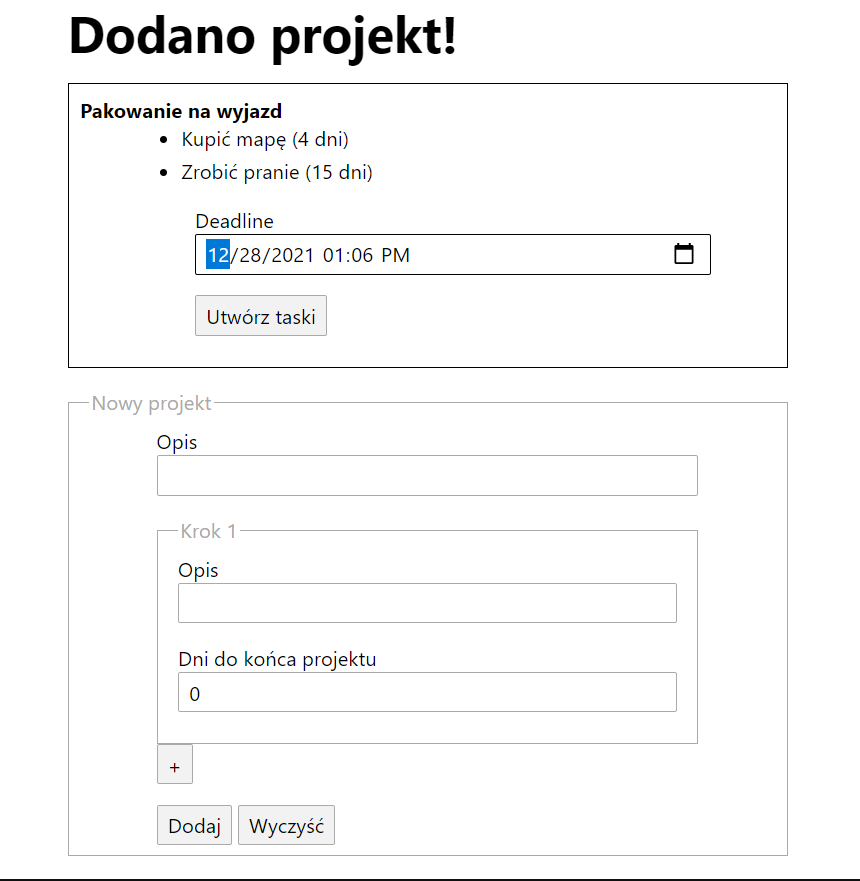 Dodano projekt!
Pakowanie na wyjazd
Kupić mapę (4 dni)
Zrobić pranie (15 dni)
Deadline
12/28/2021 01:06 PM
Utwórz taski
Nowy projekt
Opis
Krok 1
Opis
Dni do końca projektu
0
+
Dodaj Wyczyść